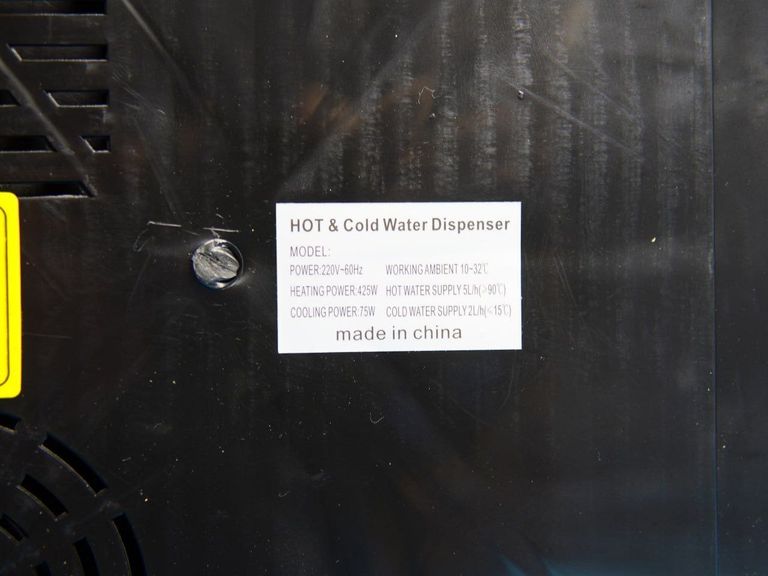 HOT & Cold Water Dispenser
MODEL:
POWER:220V~60Hz WORKING AMBIENT 10~32℃
HEATING POWER:425W HOT WATER SUPPLY 5L/h(>90℃)
COOLING POWER:75W COLD WATER SUPPLY 2L/h(≤15℃)
made in china